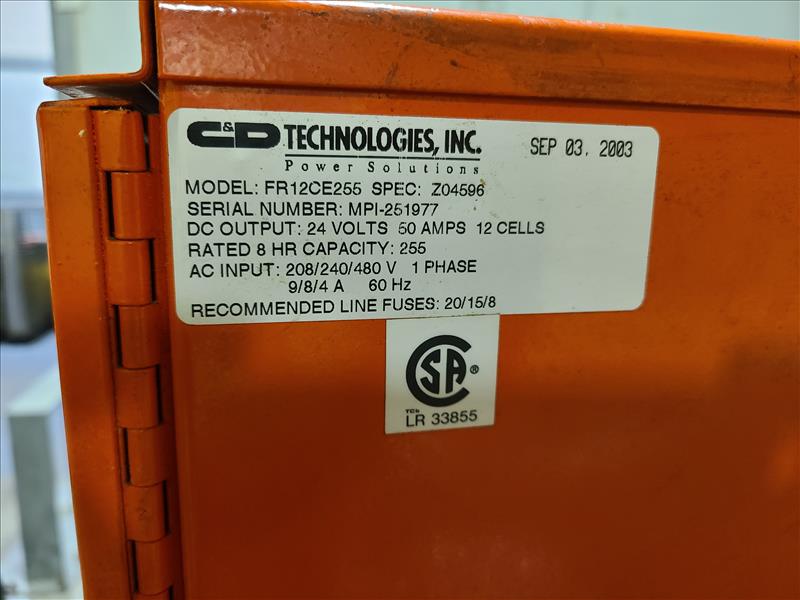 C&D TECHNOLOGIES, INC.
Power Solutions
SEP 03. 2003
MODEL: FR12CE255 SPEC: Z04596
SERIAL NUMBER: MPI-251977
DC OUTPUT: 24 VOLTS 50 AMPS 12 CELLS
RATED 8 HR CAPACITY: 255
AC INPUT: 208/240/480 V 1 PHASE
9/8/4 A 60 Hz
RECOMMENDED LINE FUSES: 20/15/8
CSA ®
LR 33855